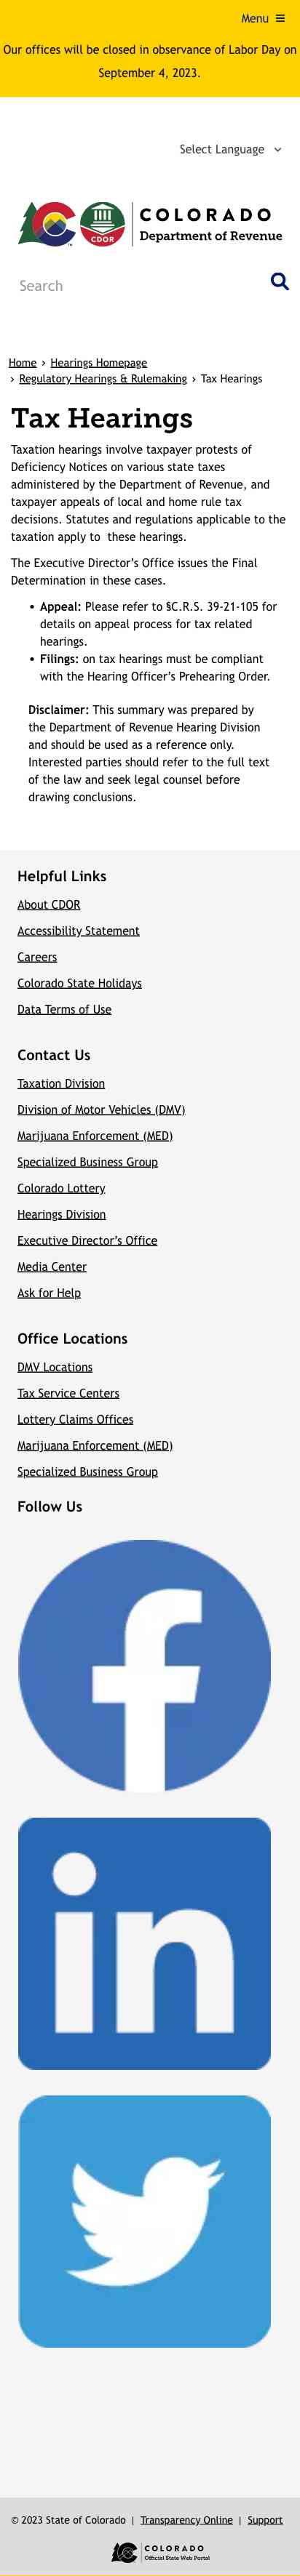 Menu
Our offices will be closed in observance of Labor Day on
September 4, 2023.
Select Language
CDOR
COLORADO
Department of Revenue
TM
Search
Home › Hearings Homepage
› Regulatory Hearings & Rulemaking › Tax Hearings
Tax Hearings
Taxation hearings involve taxpayer protests of
Deficiency Notices on various state taxes
administered by the Department of Revenue, and
taxpayer appeals of local and home rule tax
decisions. Statutes and regulations applicable to the
taxation apply to these hearings.
The Executive Director's Office issues the Final
Determination in these cases.
• Appeal: Please refer to §C.R.S. 39-21-105 for
details on appeal process for tax related
hearings.
• Filings: on tax hearings must be compliant
with the Hearing Officer's Prehearing Order.
Disclaimer: This summary was prepared by
the Department of Revenue Hearing Division
and should be used as a reference only.
Interested parties should refer to the full text
of the law and seek legal counsel before
drawing conclusions.
Helpful Links
About CDOR
Accessibility Statement
Careers
Colorado State Holidays
Data Terms of Use
Contact Us
Taxation Division
Division of Motor Vehicles (DMV)
Marijuana Enforcement (MED)
Specialized Business Group
Colorado Lottery
Hearings Division
Executive Director's Office
Media Center
Ask for Help
Office Locations
DMV Locations
Tax Service Centers
Lottery Claims Offices
Marijuana Enforcement (MED)
Specialized Business Group
Follow Us
f
in
© 2023 State of Colorado | Transparency Online | Support
COLORADO
Official State Web Portal